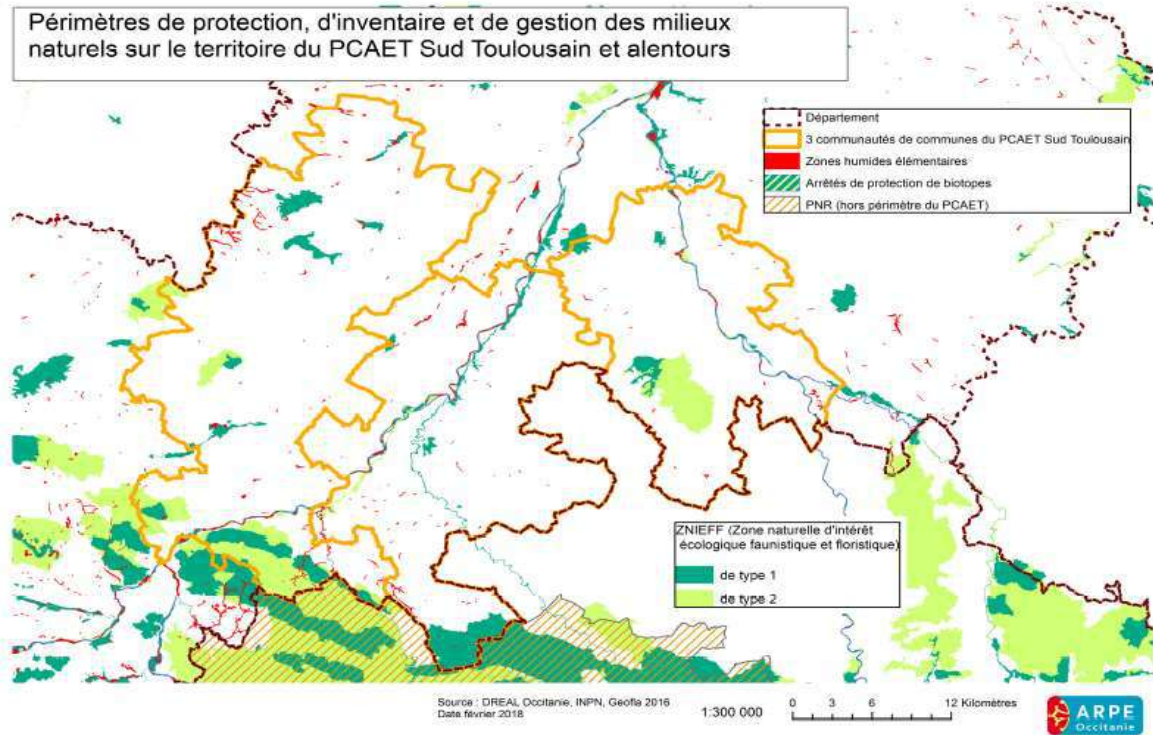 Périmètres de protection, d'inventaire et de gestion des milieux
naturels sur le territoire du PCAET Sud Toulousain et alentours
Département
3 communautés de communes du PCAET Sud Toulousain
Zones humides élémentaires
Arrêtés de protection de biotopes
PNR (hors périmètre du PCAET)
ZNIEFF (Zone naturelle d'intérêt
écologique faunistique et floristique)
de type 1
de type 2
Source : DREAL Occitanie, INPN, Geofla 2016
Date février 2018
1:300 000
0 3 6 12 Kilomètres
ARPE
Occitanie